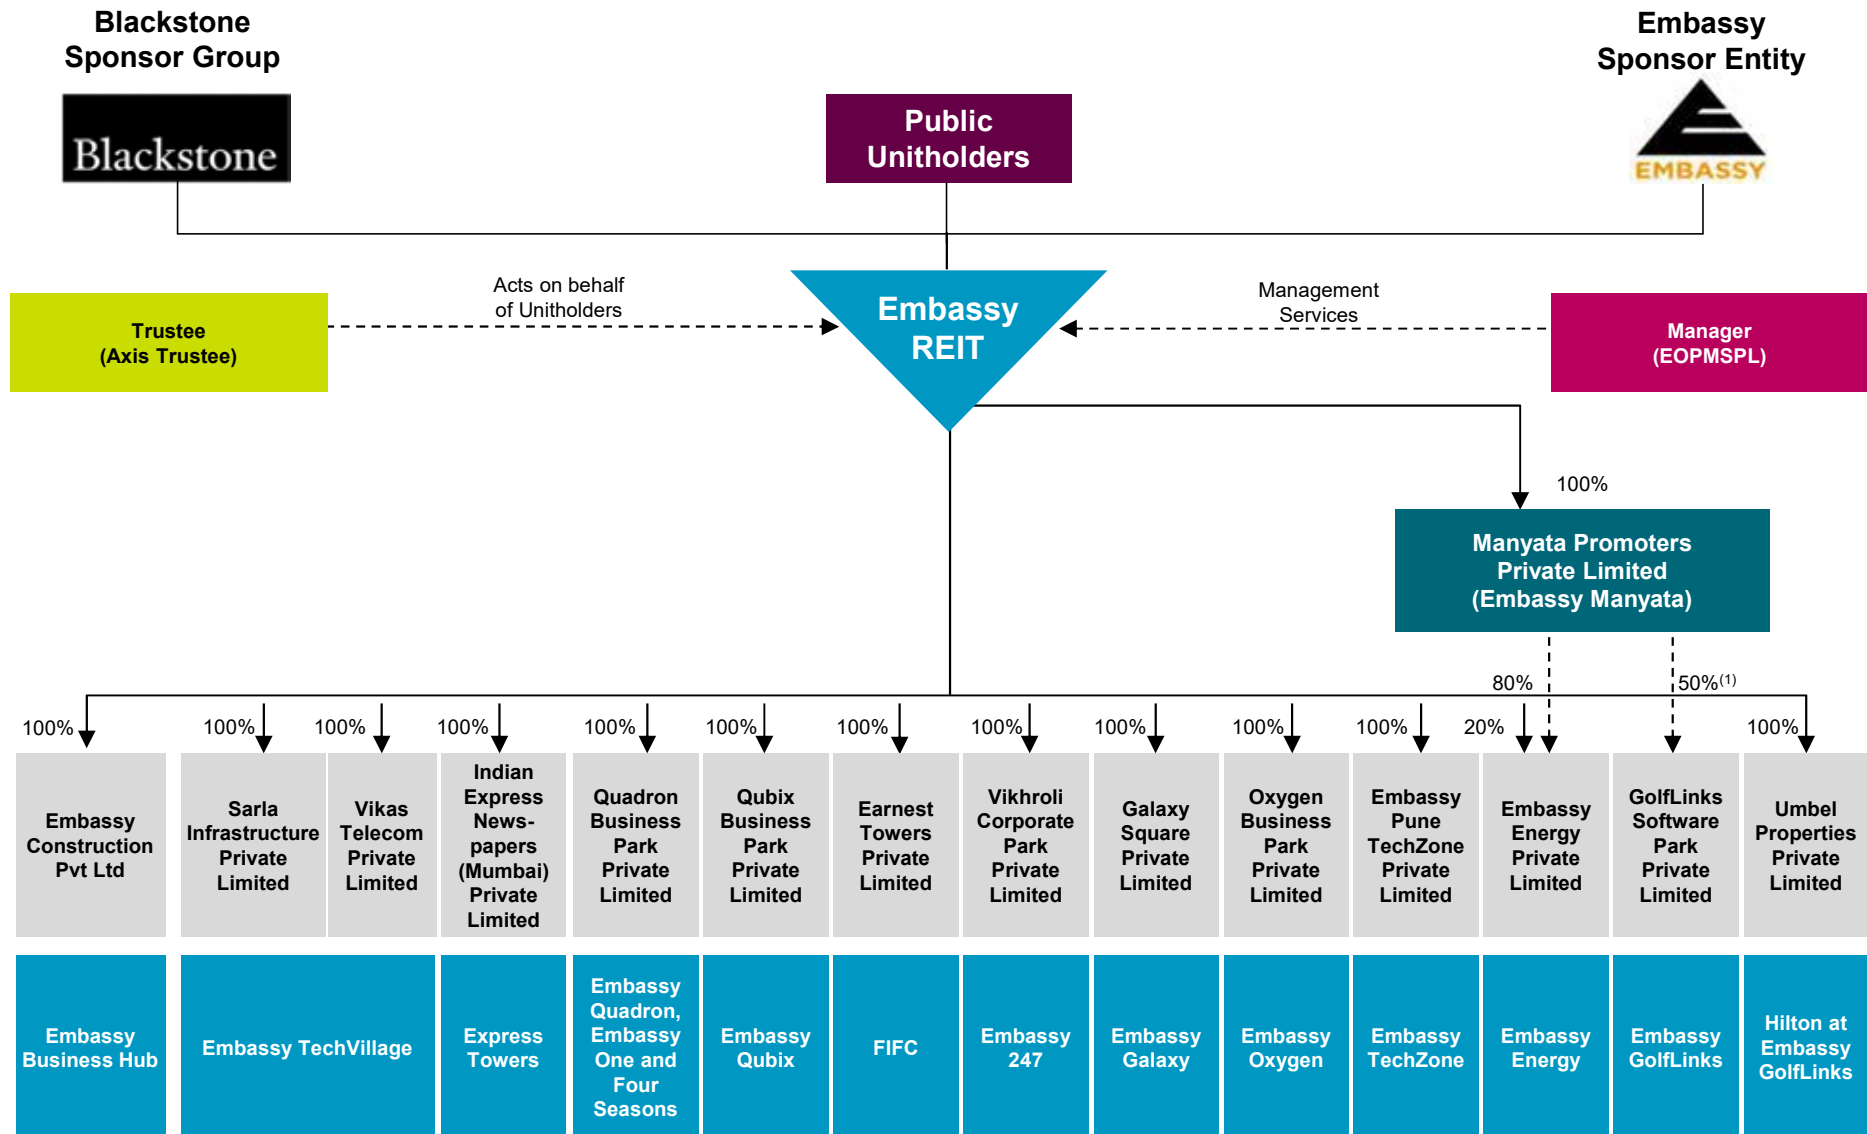 Blackstone
Sponsor Group
Blackstone
Public
Unitholders
Embassy
Sponsor Entity
EMBASSY
Acts on behalf
of Unitholders
Management
Services
Trustee
(Axis Trustee)
Embassy
REIT
Manager
(EOPMSPL)
100%
Manyata Promoters
Private Limited
(Embassy Manyata)
80%
50%(1)
100%
100%
100%
100%
100%
100%
100%
100%
100%
100%
100%
20%
100%
Embassy
Construction
Pvt Ltd
Sarla
Infrastructure
Private
Limited
Vikas
Telecom
Private
Limited
Indian
Express
News-
papers
(Mumbai)
Private
Limited
Quadron
Business
Park
Private
Limited
Qubix
Business
Park
Private
Limited
Earnest
Towers
Private
Limited
Vikhroli
Corporate
Park
Private
Limited
Galaxy
Square
Private
Limited
Oxygen
Business
Park
Private
Limited
Embassy
Pune
TechZone
Private
Limited
Embassy
Energy
Private
Limited
GolfLinks
Software
Park
Private
Limited
Umbel
Properties
Private
Limited
Embassy
Business Hub
Embassy TechVillage
Express
Towers
Embassy
Quadron,
Embassy
One and
Four
Seasons
Embassy
Qubix
FIFC
Embassy
247
Embassy
Galaxy
Embassy
Oxygen
Embassy
TechZone
Embassy
Energy
Embassy
GolfLinks
Hilton at
Embassy
GolfLinks